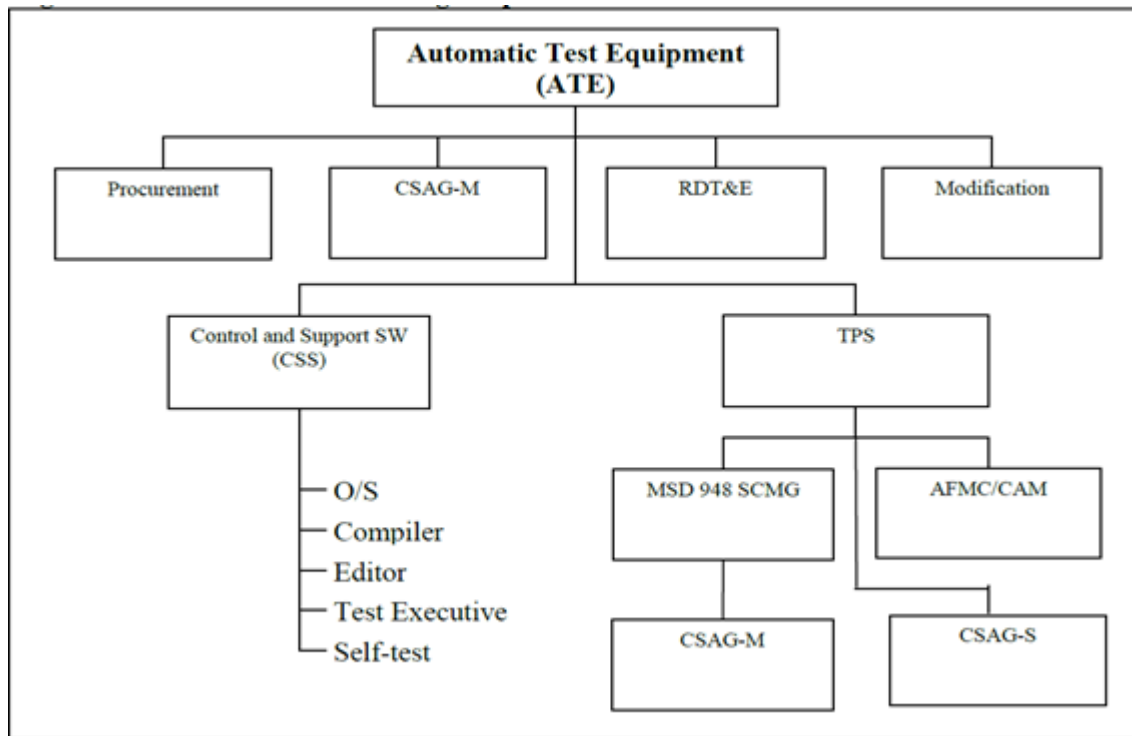 Automatic Test Equipment
(ATE)
Procurement
CSAG-M
RDT&E
Modification
Control and Support SW
(CSS)
TPS
O/S
Compiler
Editor
Test Executive
Self-test
MSD 948 SCMG
AFMC/CAM
CSAG-M
CSAG-S